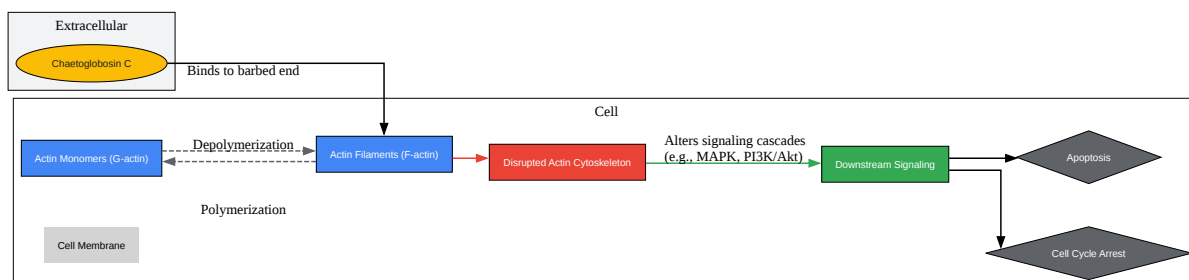 Extracellular
Chaetoglobosin C
Binds to barbed end
Cell
Actin Monomers (G-actin)
Depolymerization
Actin Filaments (F-actin)
Disrupted Actin Cytoskeleton
Alters signaling cascades
(e.g., MAPK, PI3K/Akt)
Downstream Signaling
Apoptosis
Polymerization
Cell Membrane
Cell Cycle Arrest